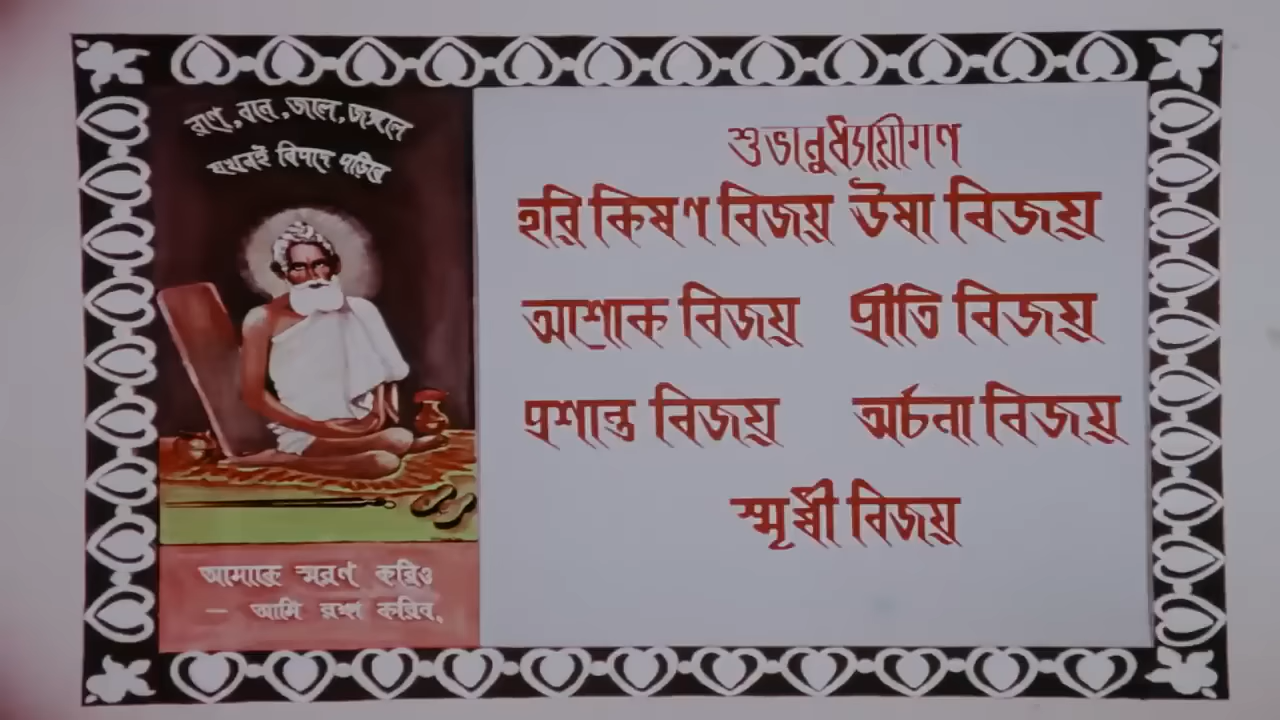 রণে, বনে, জলে, জঙ্গলে
যখনই বিপদে পড়িবে
আমাকে স্মরণ করিও
— আমি রক্ষা করিব.
শুভানুধ্যায়ীগণ
হরি কিষণ বিজয় ঊষা বিজয়
অশোক বিজয় প্রীতি বিজয়
প্রশান্ত বিজয় অর্চনা বিজয়
বিজয়